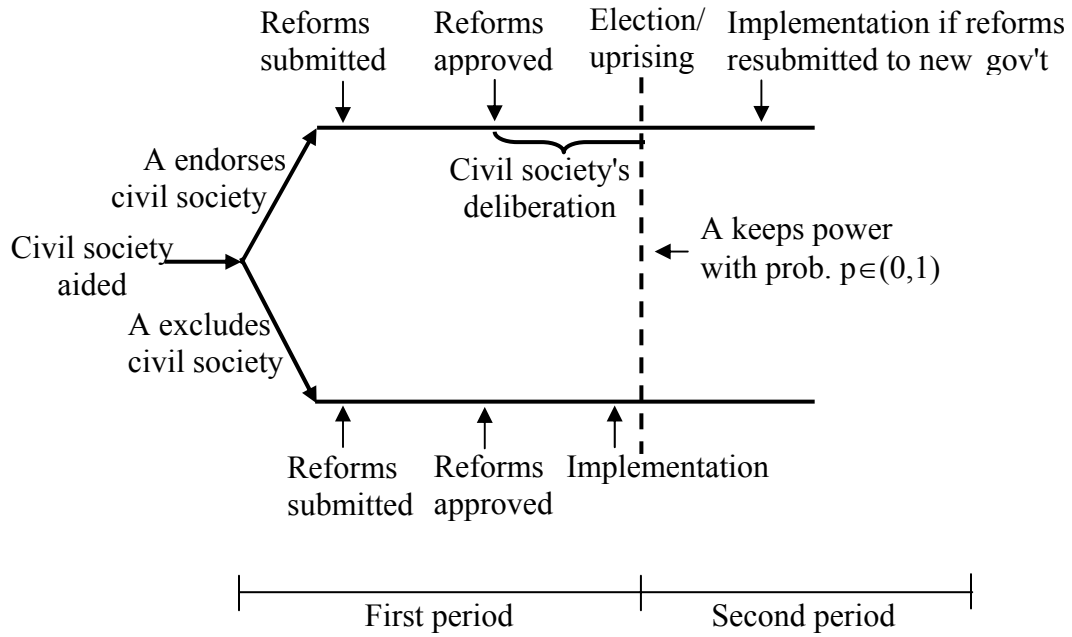 Reforms
submitted
Reforms
approved
Election/
uprising
Implementation if reforms
resubmitted to new gov't
A endorses
civil society
Civil society's
deliberation
Civil society
aided
A keeps power
with prob. p∈(0,1)
A excludes
civil society
Reforms
submitted
Reforms
approved
Implementation
First period
Second period